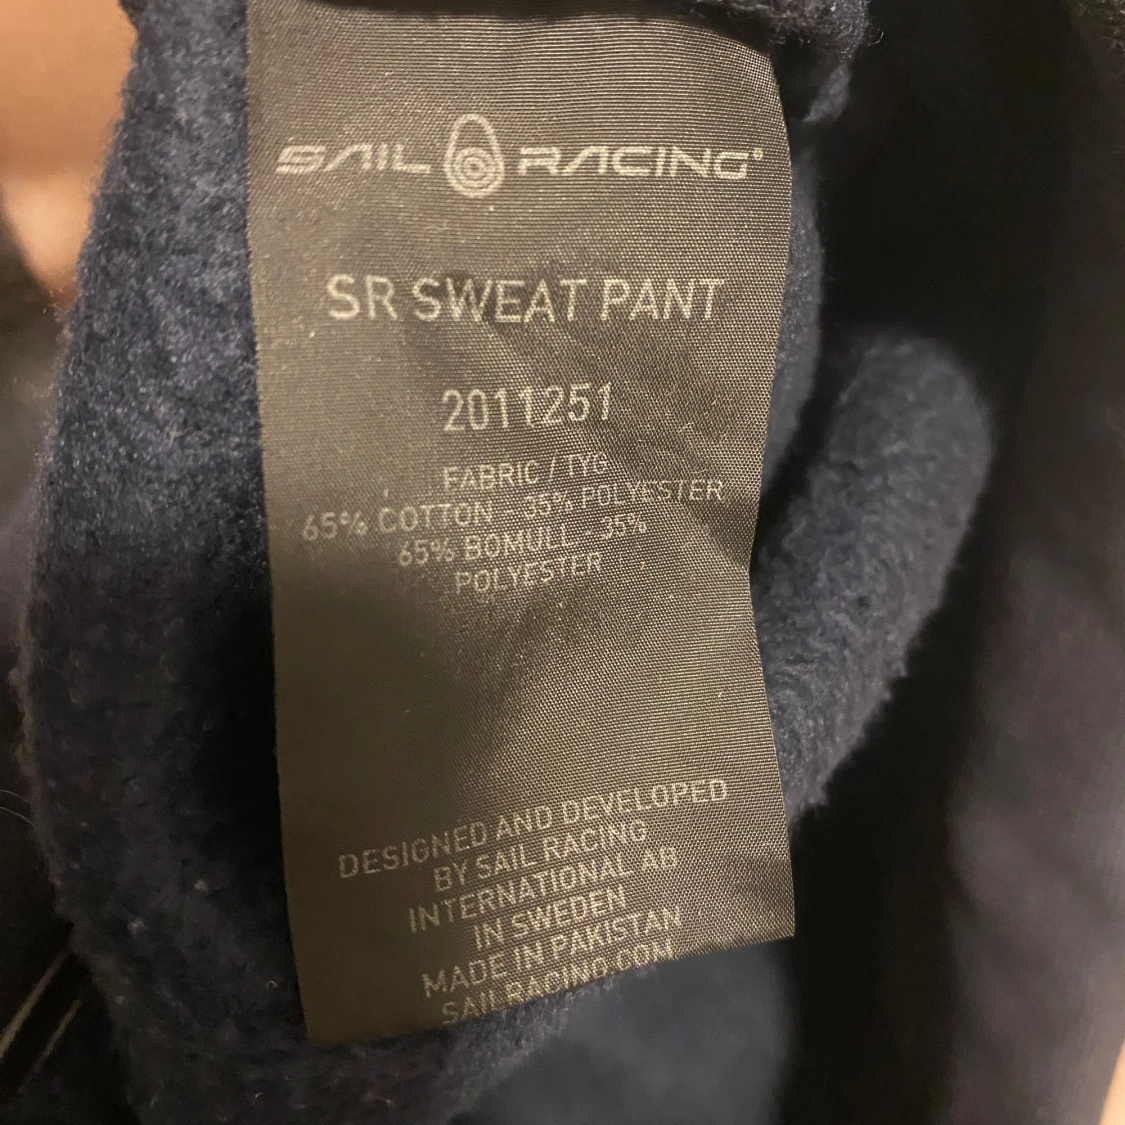 SAIL RACING®
SR SWEAT PANT
2011251
FABRIC / TYG
65% COTTON - 35% POLYESTER
65% BOMULL - 35%
POLYESTER
DESIGNED AND DEVELOPED
BY SAIL RACING
INTERNATIONAL AB
IN SWEDEN
MADE IN PAKISTAN
SAILRACING.COM